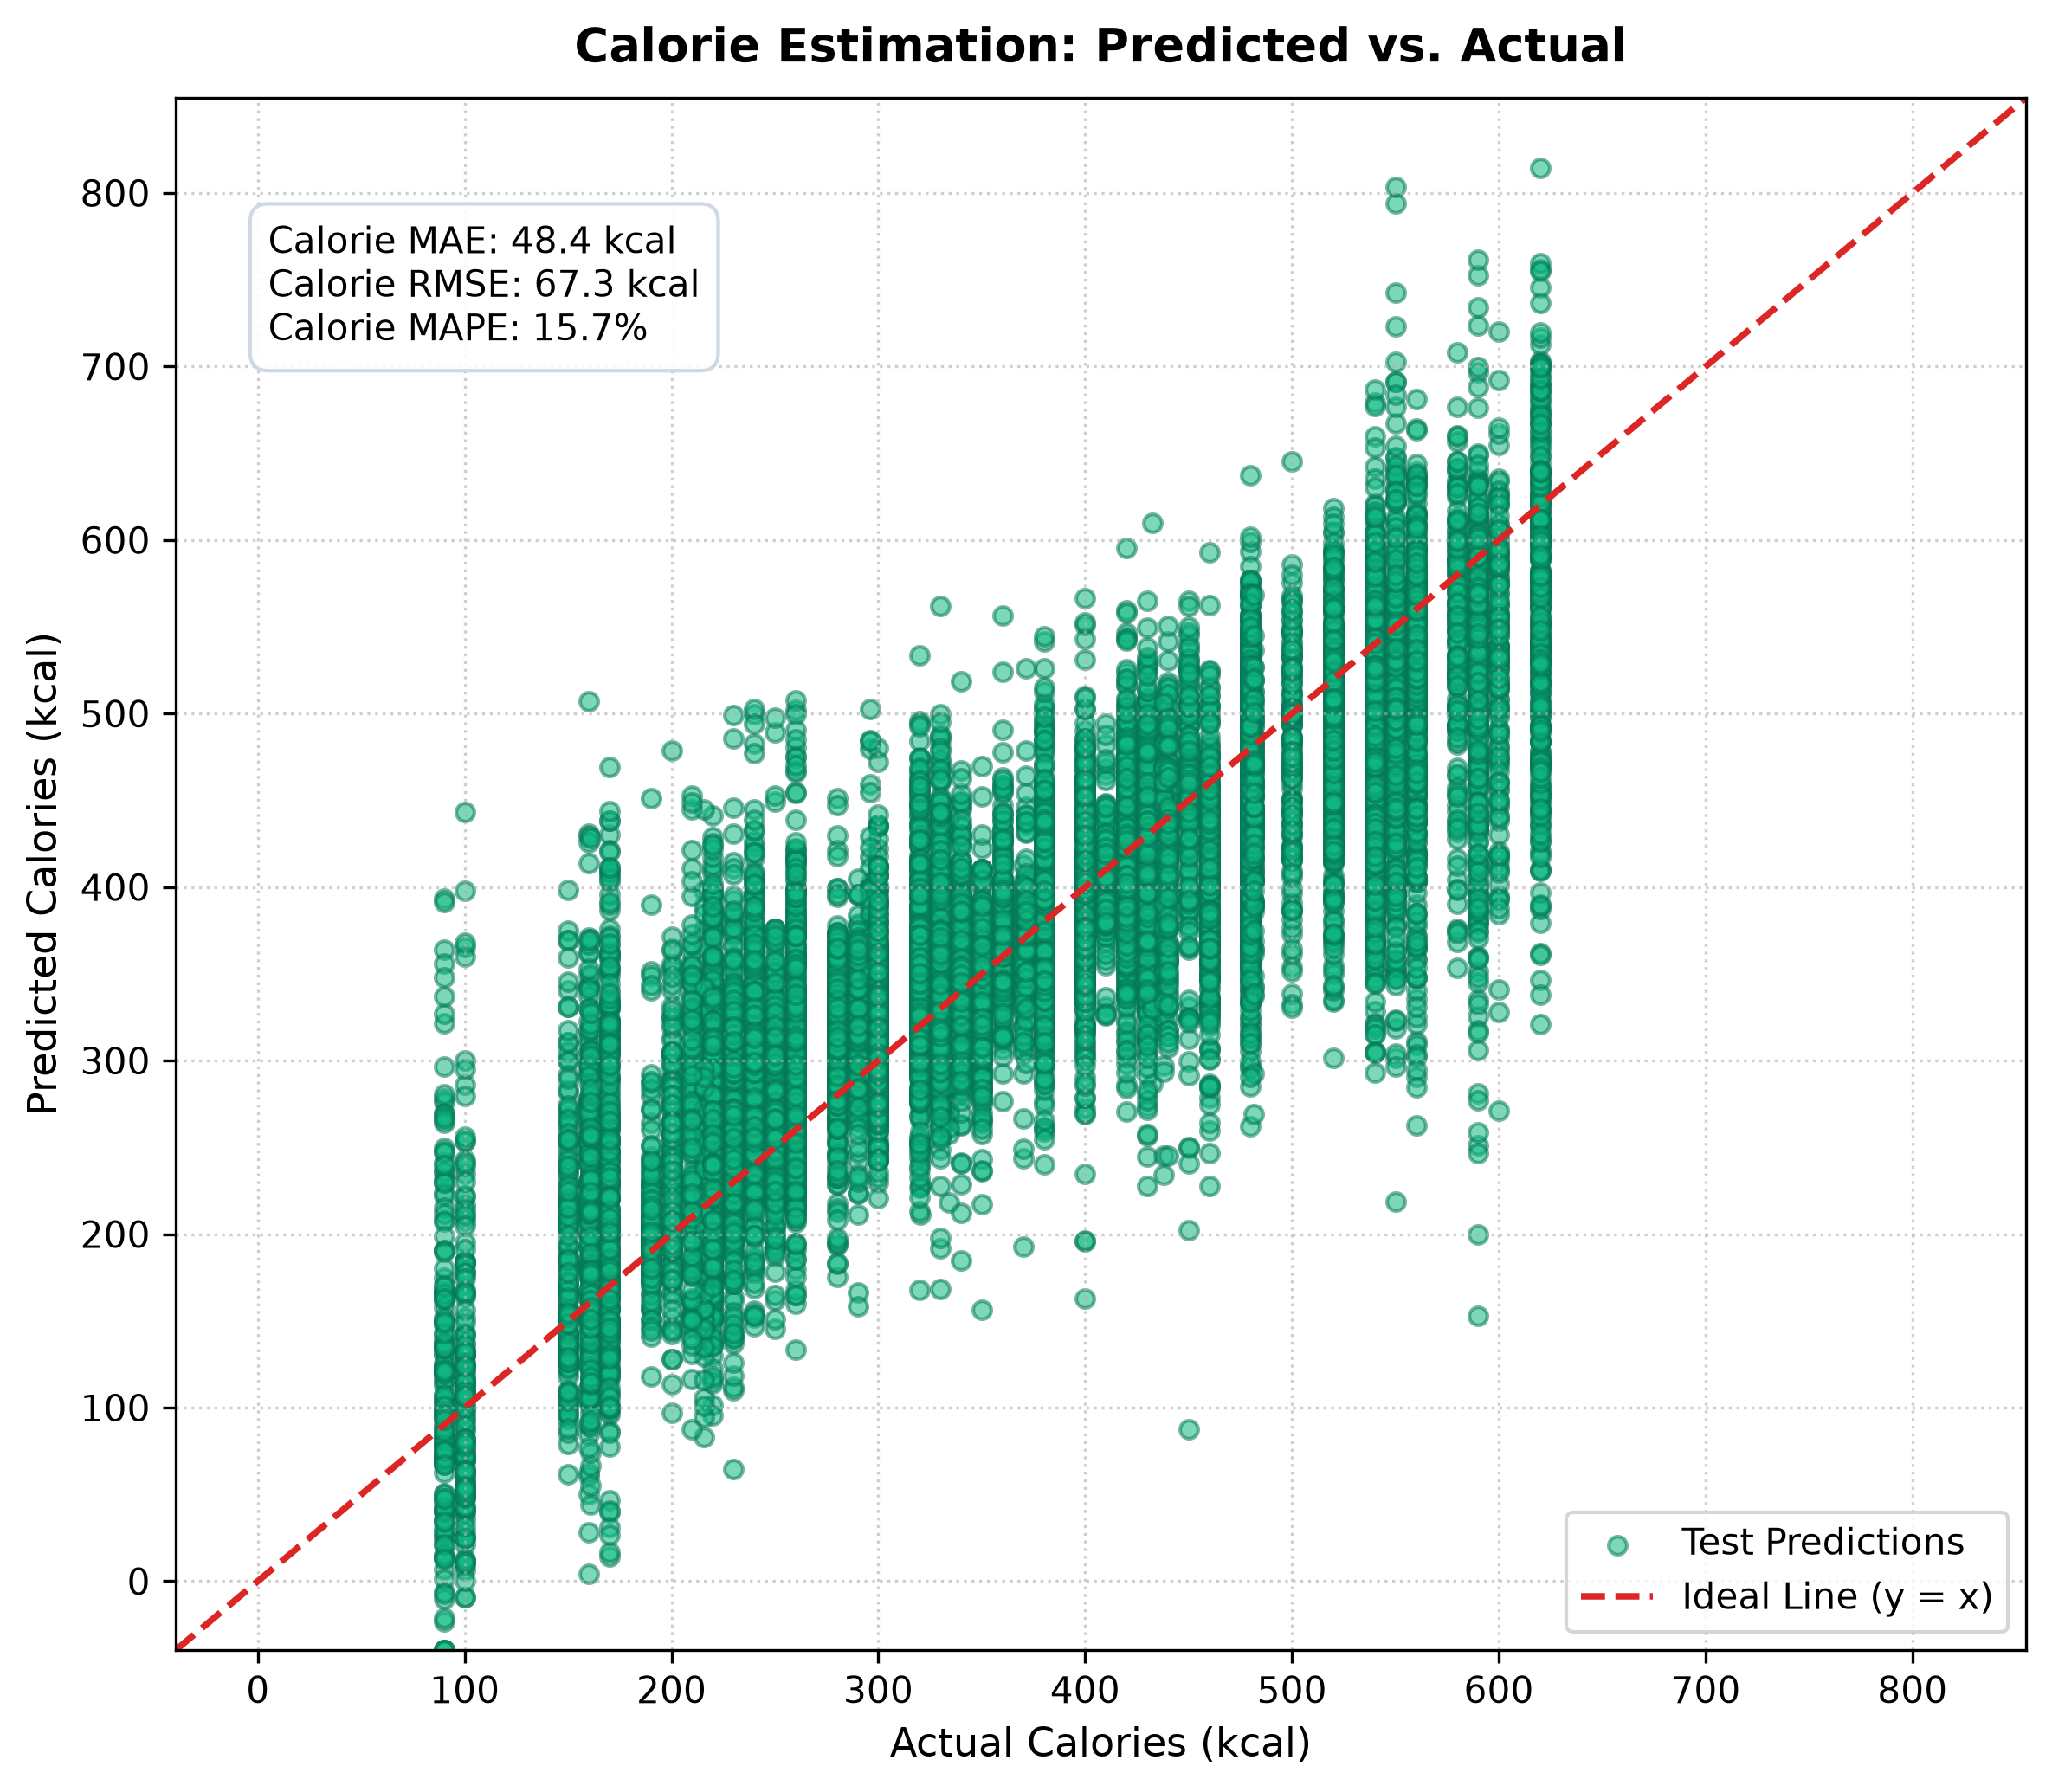 Calorie Estimation: Predicted vs. Actual
Calorie MAE: 48.4 kcal
Calorie RMSE: 67.3 kcal
Calorie MAPE: 15.7%
Predicted Calories (kcal)
800
700
600
500
400
300
200
100
0
Test Predictions
Ideal Line (y = x)
0 100 200 300 400 500 600 700 800
Actual Calories (kcal)